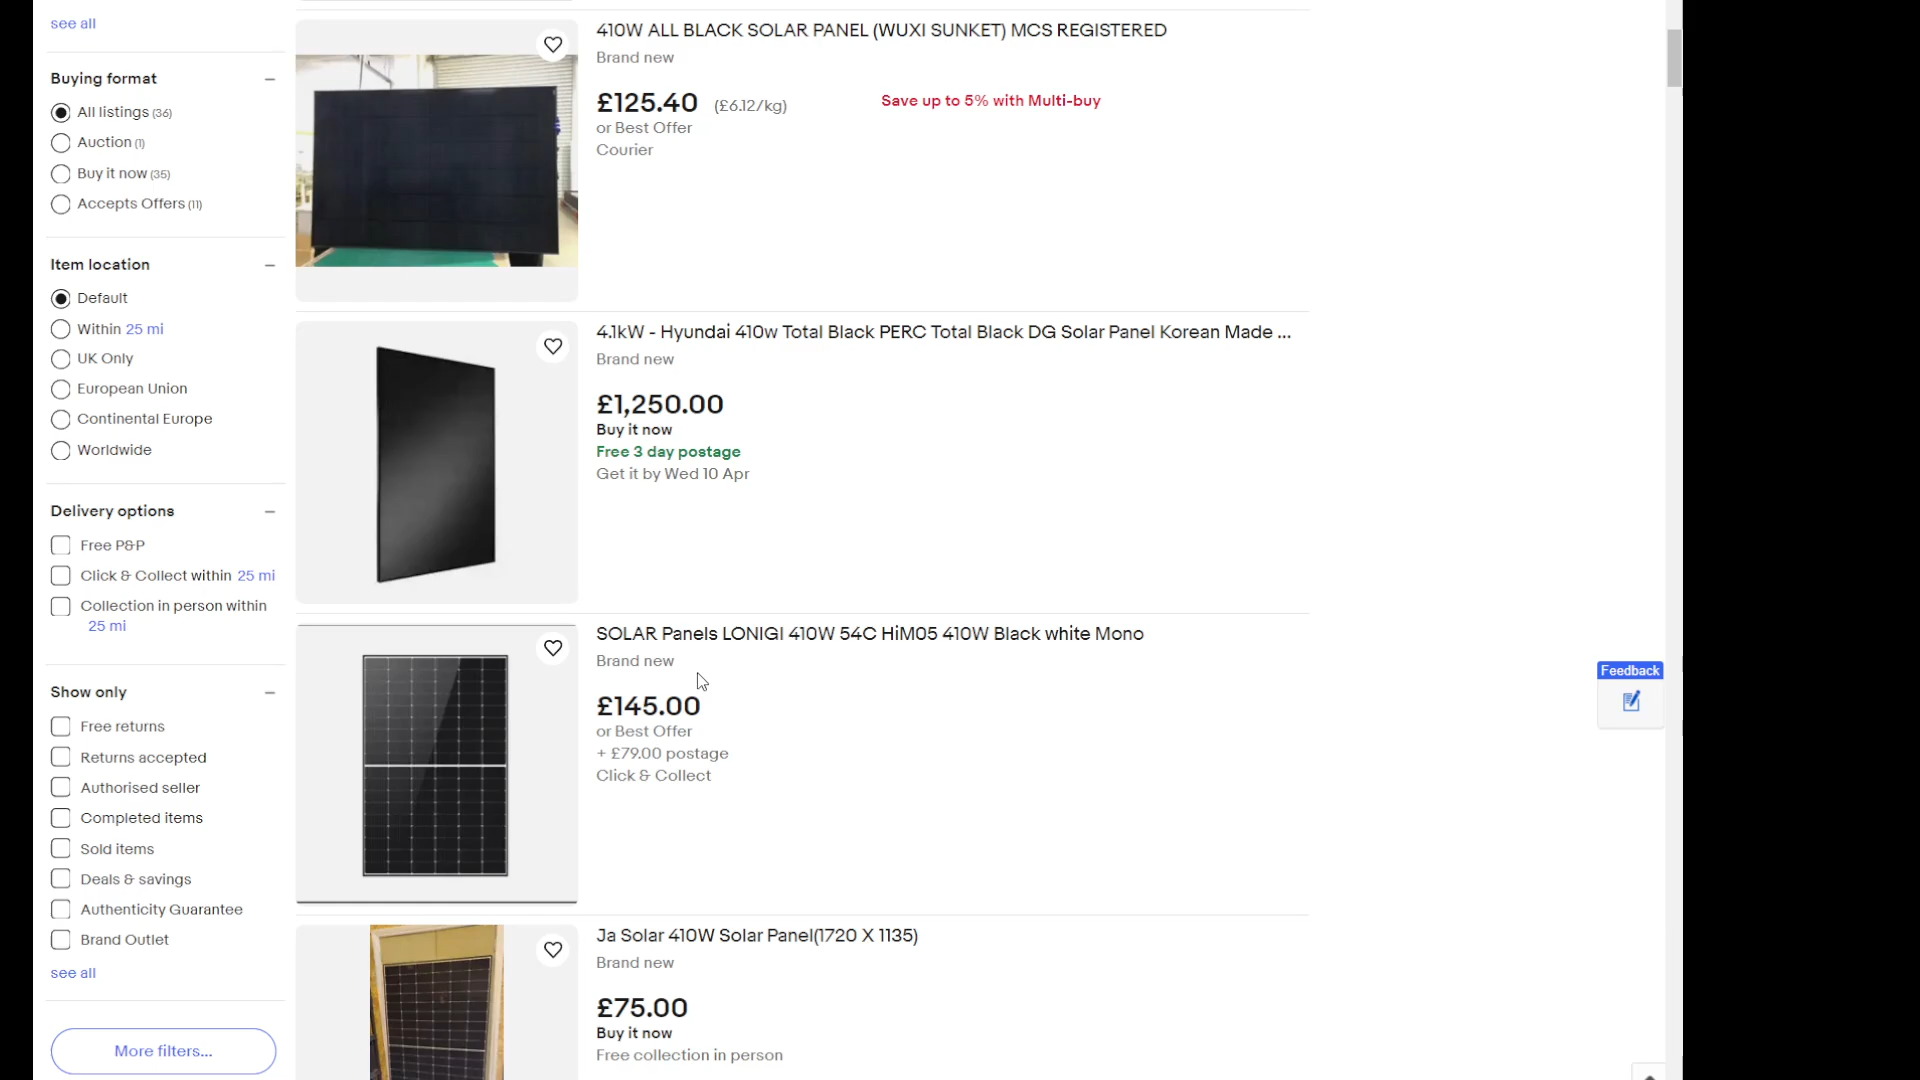 see all
Buying format
All listings (36)
Auction (1)
Buy it now (35)
Accepts Offers (11)
Item location
Default
Within 25 mi
UK Only
European Union
Continental Europe
Worldwide
Delivery options
Free P&P
Click & Collect within 25 mi
Collection in person within
25 mi
Show only
Free returns
Returns accepted
Authorised seller
Completed items
Sold items
Deals & savings
Authenticity Guarantee
Brand Outlet
see all
More filters...
410W ALL BLACK SOLAR PANEL (WUXI SUNKET) MCS REGISTERED
Brand new
£125.40 (£6.12/kg)
Save up to 5% with Multi-buy
or Best Offer
Courier
4.1kW - Hyundai 410w Total Black PERC Total Black DG Solar Panel Korean Made ...
Brand new
£1,250.00
Buy it now
Free 3 day postage
Get it by Wed 10 Apr
SOLAR Panels LONIGI 410W 54C HiM05 410W Black white Mono
Brand new
£145.00
or Best Offer
+ £79.00 postage
Click & Collect
Ja Solar 410W Solar Panel(1720 X 1135)
Brand new
£75.00
Buy it now
Free collection in person
Feedback